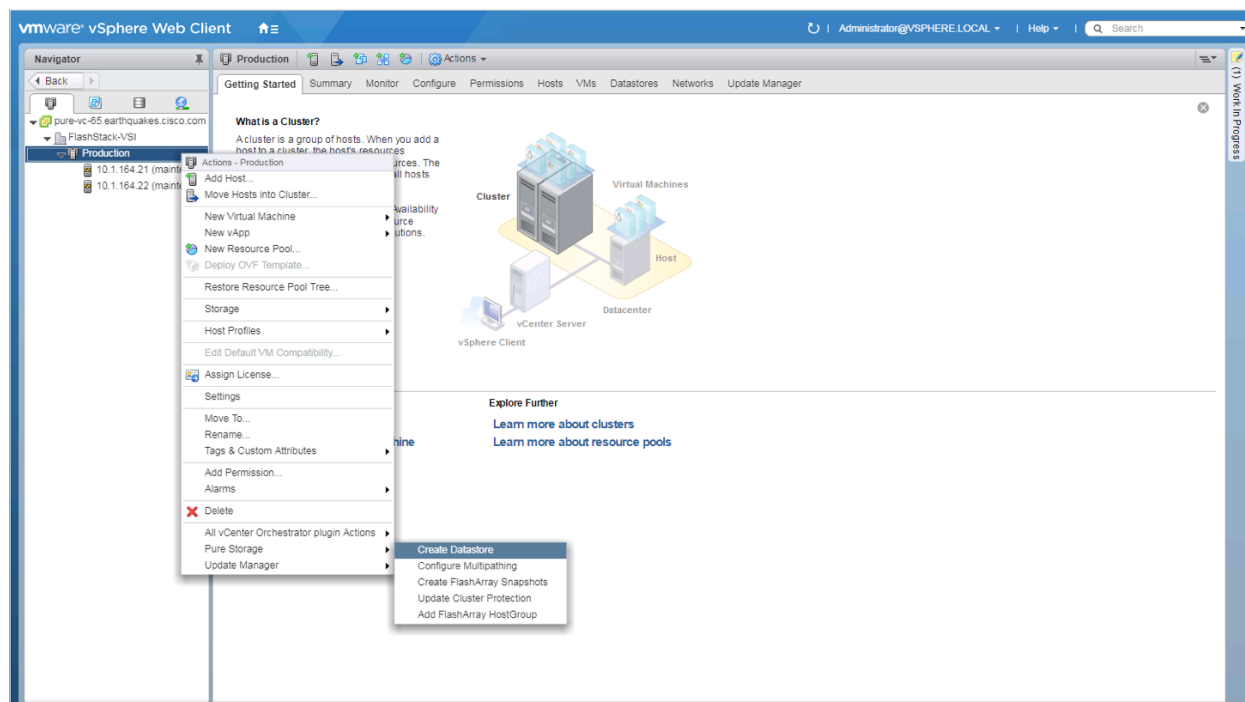 vmware® vSphere Web Client
Administrator@VSPHERE.LOCAL
Help
Search
Navigator
Back
pure-vc-65.earthquakes.cisco.com
FlashStack-VSI
Production
10.1.164.21 (mainte
10.1.164.22 (mainte
Production
Actions
Getting Started Summary Monitor Configure Permissions Hosts VMs Datastores Networks Update Manager
What is a Cluster?
A cluster is a group of hosts. When you add a
host to a cluster, the host's resources
urces. The
all hosts
Availability
urce
utions.
Actions - Production
Add Host...
Move Hosts into Cluster...
New Virtual Machine
New vApp
New Resource Pool...
Deploy OVF Template...
Restore Resource Pool Tree...
Storage
Host Profiles
Edit Default VM Compatibility...
Assign License...
Settings
Move To...
Rename...
Tags & Custom Attributes
Add Permission...
Alarms
Delete
All vCenter Orchestrator plugin Actions
Pure Storage
Update Manager
Create Datastore
Configure Multipathing
Create FlashArray Snapshots
Update Cluster Protection
Add FlashArray HostGroup
Cluster
Virtual Machines
Host
Datacenter
vCenter Server
vSphere Client
hine
Explore Further
Learn more about clusters
Learn more about resource pools
(1) Work In Progress